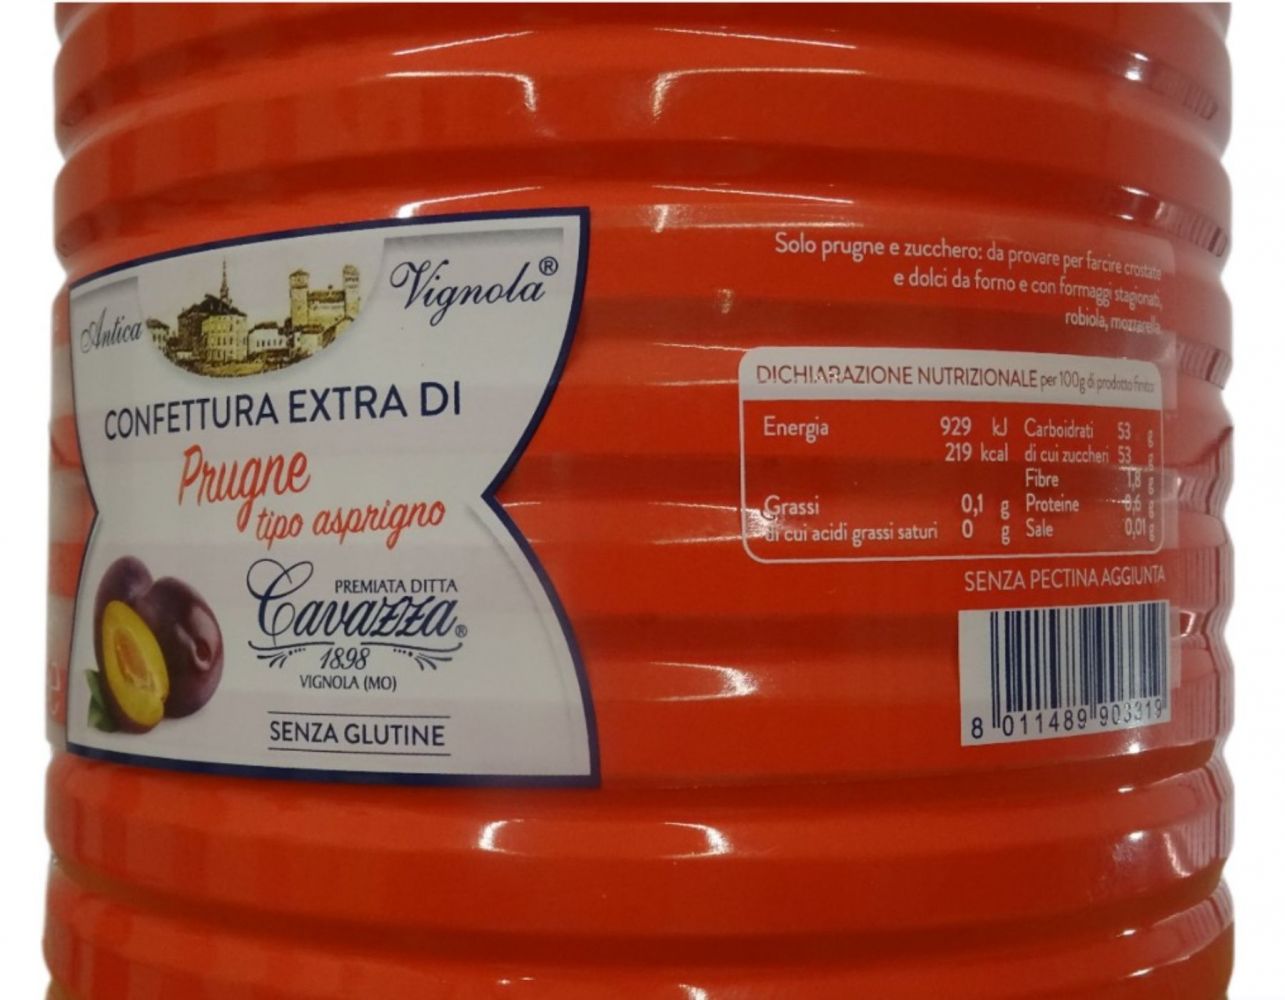 Antica Vignola®
CONFETTURA EXTRA DI
Prugne
tipo asprigno
PREMIATA DITTA
Cavazza®
1898
VIGNOLA (MO)
SENZA GLUTINE
Solo prugne e zucchero: da provare per farcire crostate
e dolci da forno e con formaggi stagionati,
robiola, mozzarella.
DICHIARAZIONE NUTRIZIONALE per 100g di prodotto finito
Energia 929 kJ Carboidrati 53 g
219 kcal di cui zuccheri 53 g
Fibre 1,8 g
Grassi 0,1 g Proteine g
di cui acidi grassi saturi 0 g Sale 0,01 g
SENZA PECTINA AGGIUNTA
8 011489 903319